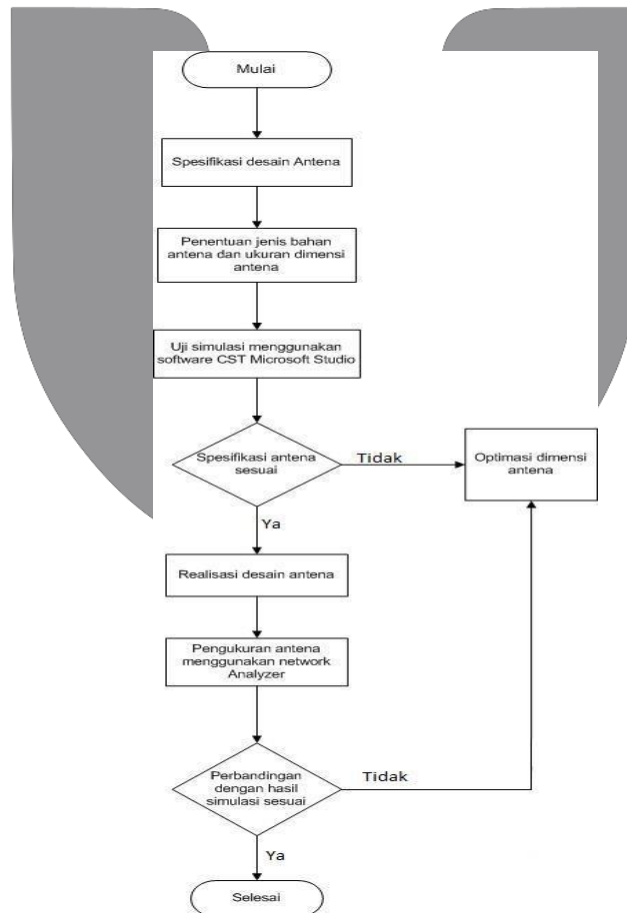 Mulai
Spesifikasi desain Antena
Penentuan jenis bahan
antena dan ukuran dimensi
antena
Uji simulasi menggunakan
software CST Microsoft Studio
Spesifikasi antena
sesuai
Tidak
Optimasi dimensi
antena
Ya
Realisasi desain antena
Pengukuran antena
menggunakan network
Analyzer
Perbandingan
dengan hasil
simulasi sesuai
Tidak
Ya
Selesai